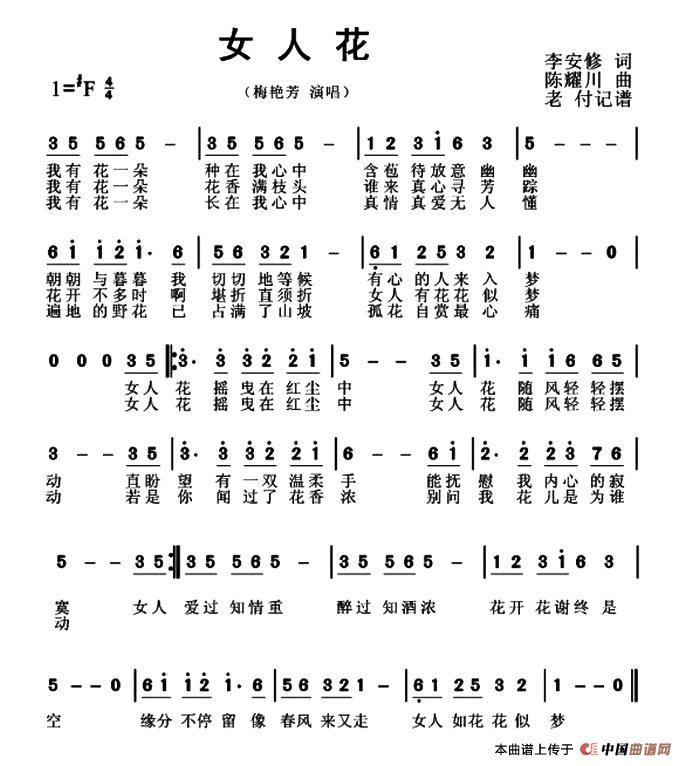 女人花
李安修 词
陈耀川 曲
老 付记谱
1=#F 4/4
（梅艳芳 演唱）
3 5 5 6 5 - | 3 5 5 6 5 - | 1 2 3 i 6 3 | 5 - - -
我有 花一朵 种在 我心中 含苞 待放意 幽 幽
我有 花一朵 花香 满枝头 谁来 真心寻 芳 踪
我有 花一朵 长在 我心中 真情 真爱无 人 懂
6 i i 2 i· 6 | 5 6 5 3 2 1 - | 6 1 2 5 3 2 | 1 - - 0
朝朝 与暮暮 我 切切 地等候 有心 的人来 入 梦
花开 不多时 啊 堪折 直须折 女人 有花花 似 梦
遍地 的野花 已 占满 了山坡 孤花 自赏最 心 痛
0 0 0 3 5 |: 3· 3 3 2 2 i | 5 - - 3 5 | i· i i 6 6 5
女人 花 摇 曳在红尘 中 女人 花 随 风轻轻摆
女人 花 摇 曳在红尘 中 女人 花 随 风轻轻摆
3 - - 3 5 | 3· 3 3 2 2 i | 6 - - 6 i | 2· 2 2 3 7 6
动 直盼 望 有 一双温柔 手 能抚 慰 我 内心的寂
动 若是 你 闻 过了花香 浓 别问 我 花 儿是为谁
5 - - 3 5 :| 3 5 5 6 5 - | 3 5 5 6 5 - | 1 2 3 i 6 3
寞 女人 爱过 知情重 醉过 知酒浓 花开 花谢终 是
动
5 - - 0 | 6 i i 2 i· 6 | 5 6 5 3 2 1 - | 6 1 2 5 3 2 | 1 - - 0
空 缘分 不停 留 像 春风 来又走 女人 如花 花似 梦
本曲谱上传于 中国曲谱网